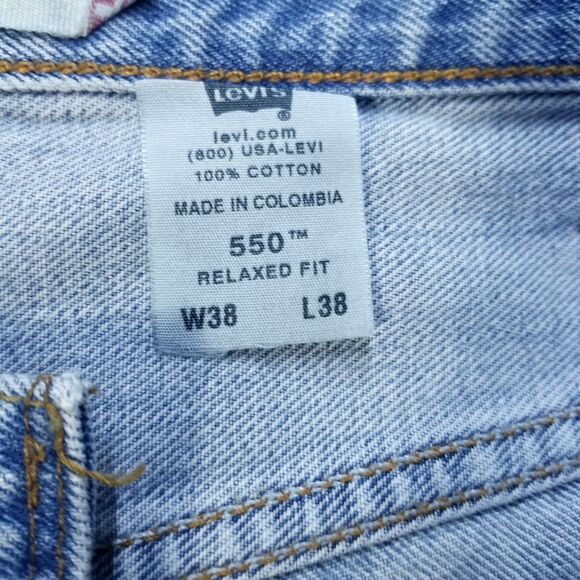 Levi's ®
levi.com
(800) USA-LEVI
100% COTTON
MADE IN COLOMBIA
550™
RELAXED FIT
W38 L38